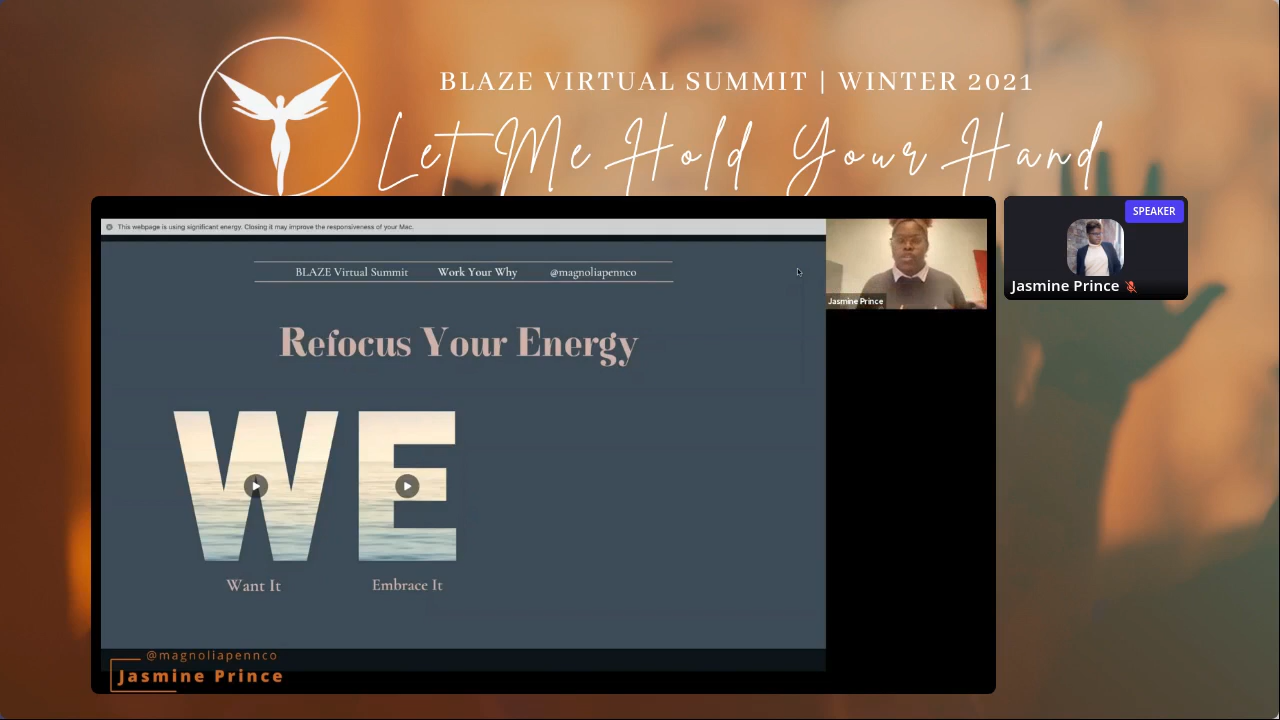 BLAZE VIRTUAL SUMMIT | WINTER 2021
Let Me Hold Your Hand
This webpage is using significant energy. Closing it may improve the responsiveness of your Mac.
BLAZE Virtual Summit Work Your Why @magnoliapennco
Refocus Your Energy
WE
Want It Embrace It
Jasmine Prince
SPEAKER
Jasmine Prince
@magnoliapennco
Jasmine Prince